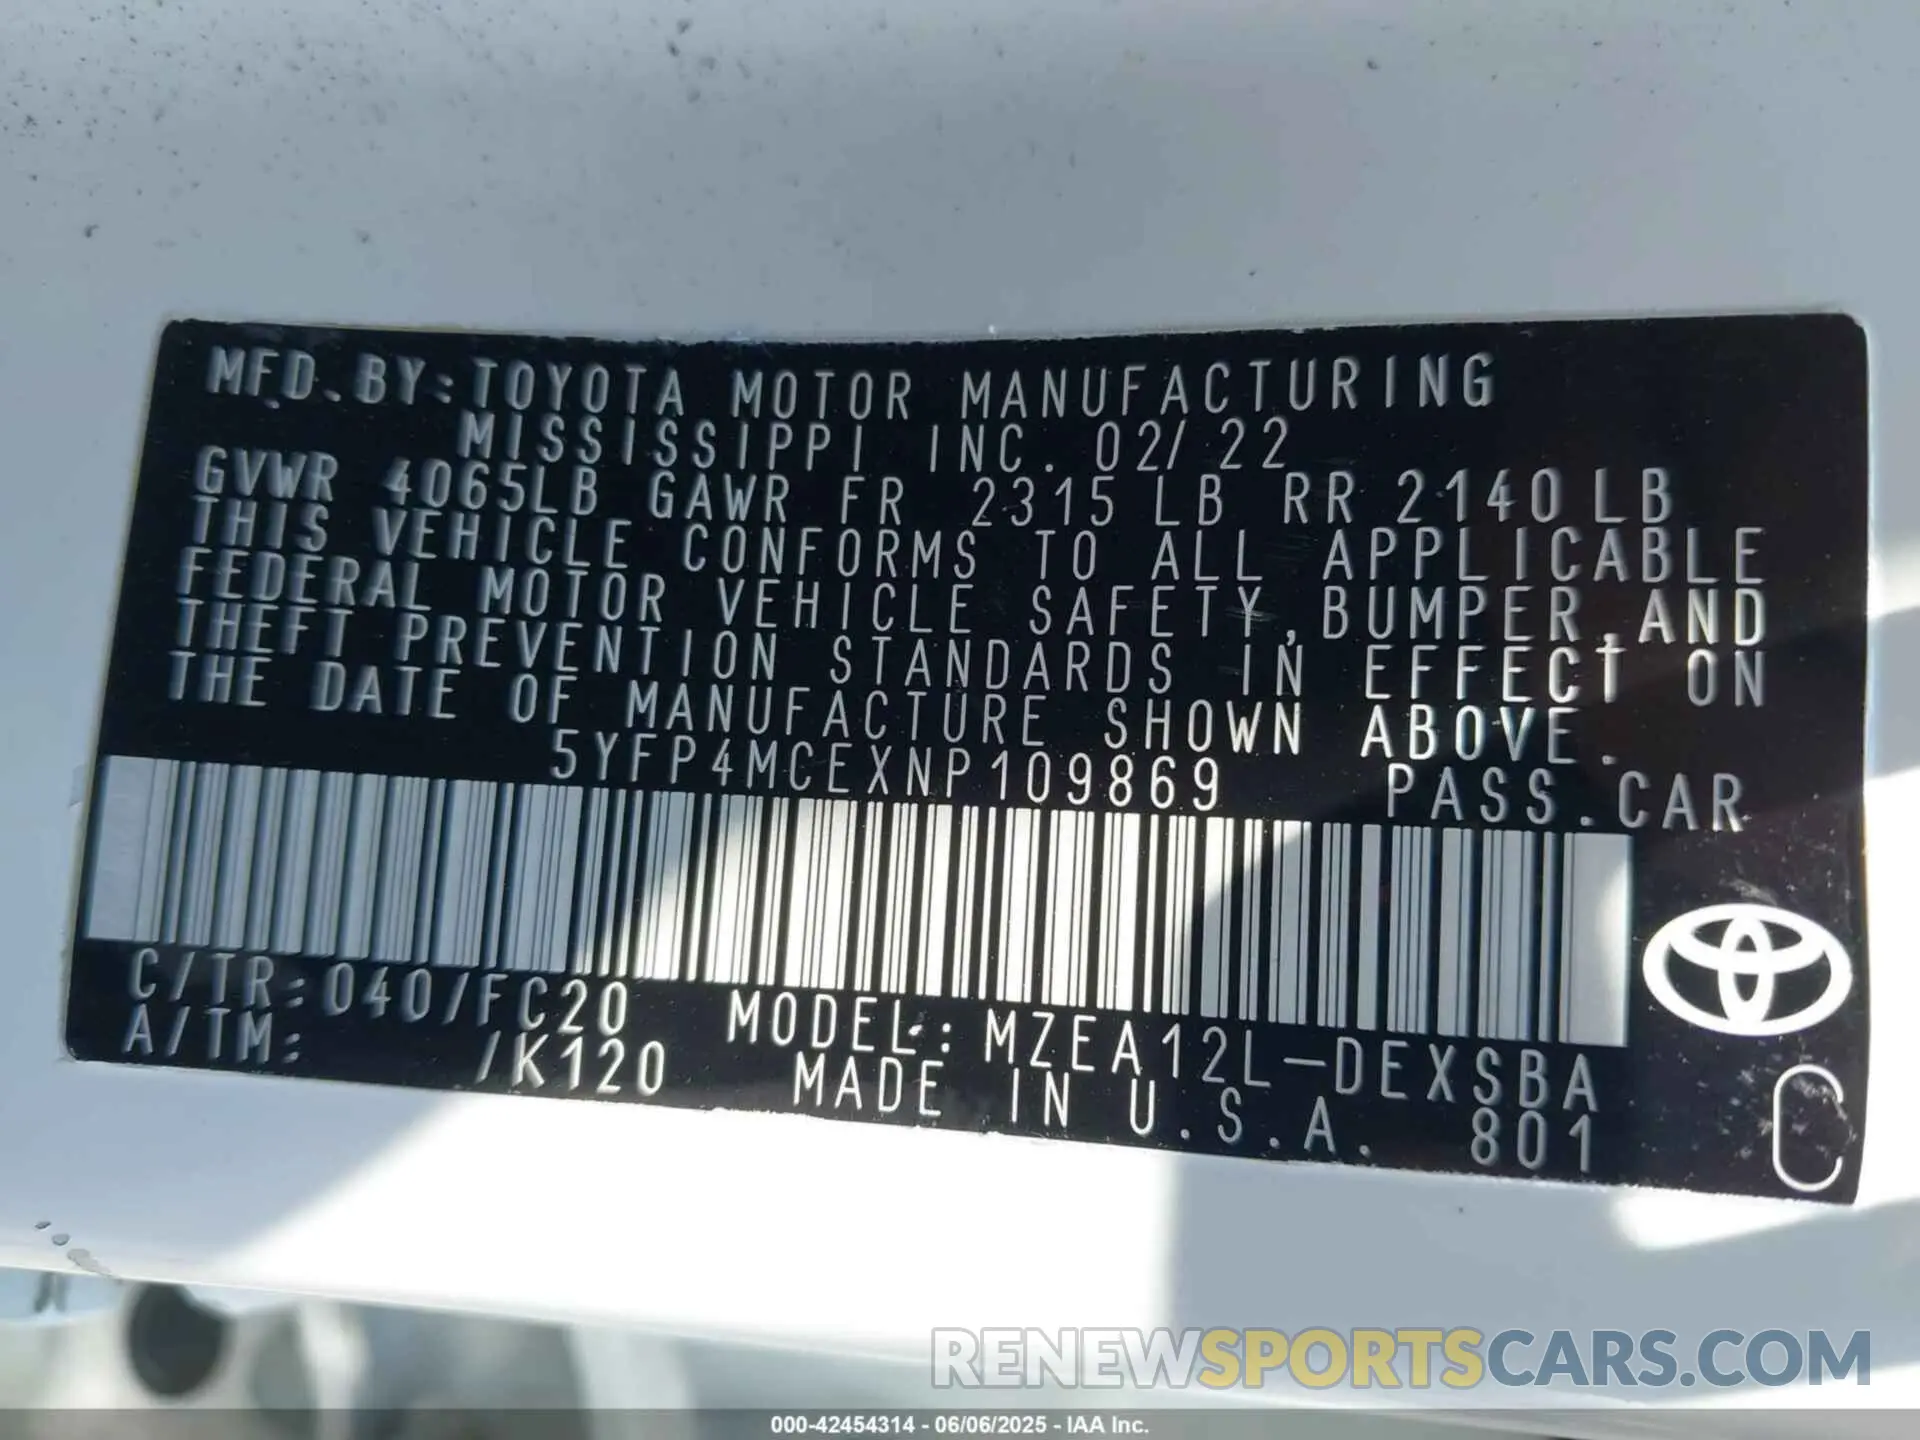 MFD. BY: TOYOTA MOTOR MANUFACTURING
MISSISSIPPI INC. 02/22
GVWR 4065LB GAWR FR 2315 LB RR 2140 LB
THIS VEHICLE CONFORMS TO ALL APPLICABLE
FEDERAL MOTOR VEHICLE SAFETY, BUMPER, AND
THEFT PREVENTION STANDARDS IN EFFECT ON
THE DATE OF MANUFACTURE SHOWN ABOVE.
5YFP4MCEXNP109869 PASS. CAR
C/TR: 040/FC20 MODEL: MZEA12L-DEXSBA
A/TM: /K120 MADE IN U.S.A. 801
C
RENEWSPORTSCARS.COM
000-42454314 - 06/06/2025 - IAA Inc.